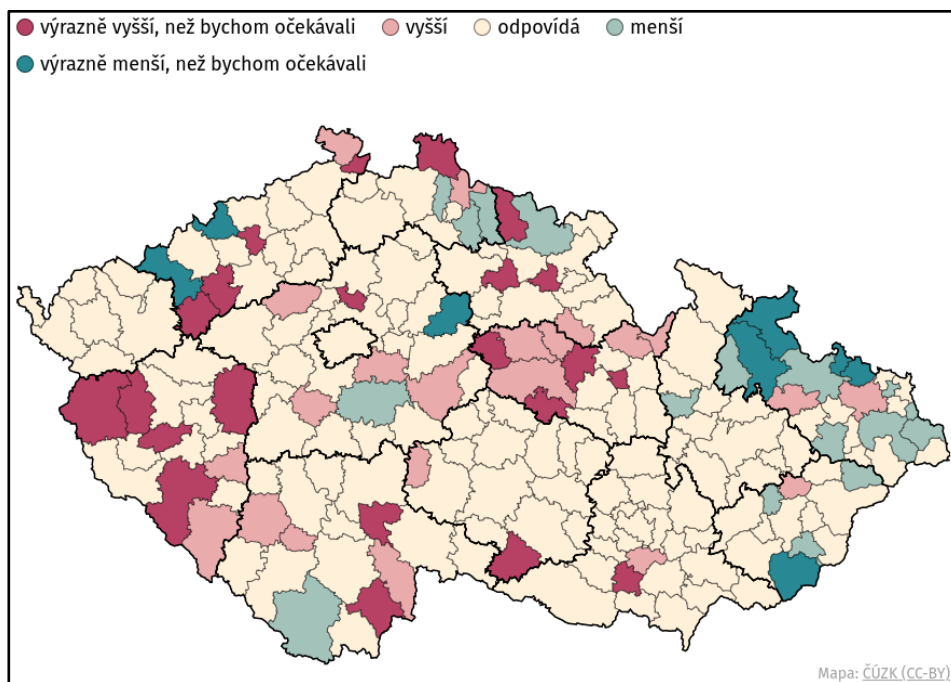 výrazně vyšší, než bychom očekávali vyšší odpovídá menší
výrazně menší, než bychom očekávali
Mapa: ČÚZK (CC-BY)